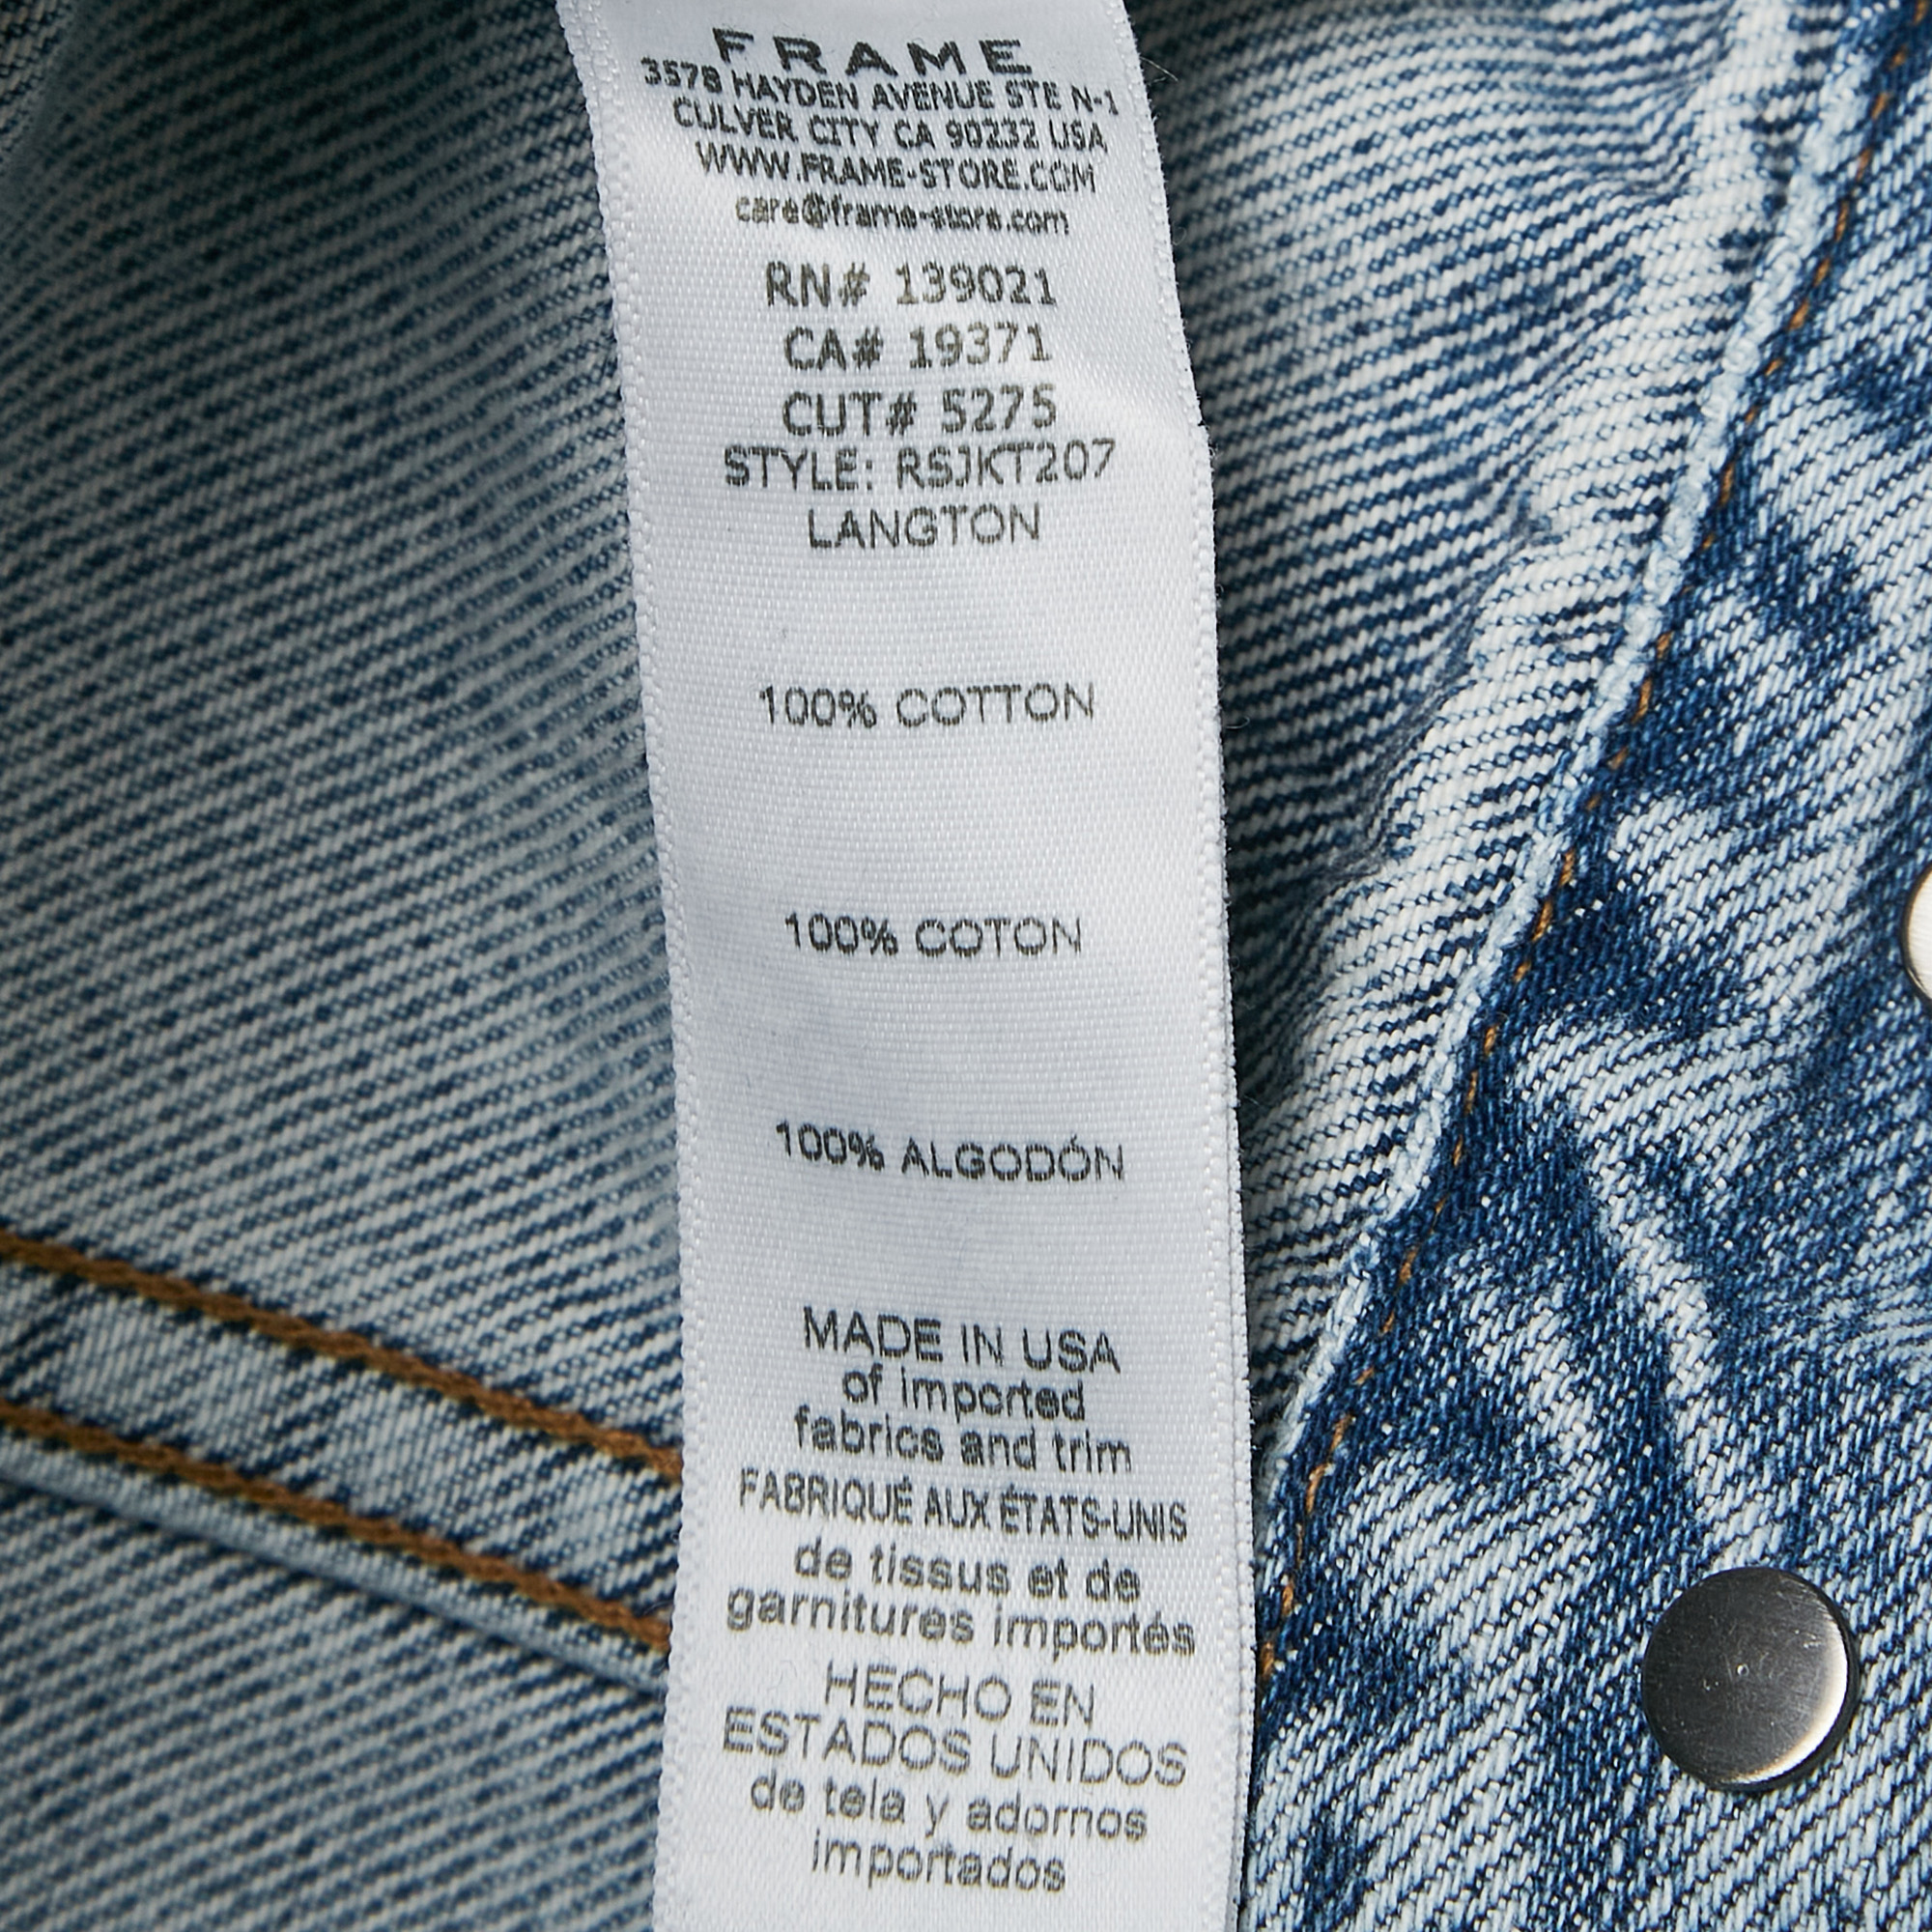 FRAME
3578 HAYDEN AVENUE STE N-1
CULVER CITY CA 90232 USA
WWW.FRAME-STORE.COM
care@frame-store.com
RN# 139021
CA# 19371
CUT# 5275
STYLE: RSJKT207
LANGTON
100% COTTON
100% COTON
100% ALGODÓN
MADE IN USA
of imported
fabrics and trim
FABRIQUÉ AUX ÉTATS-UNIS
de tissus et de
garnitures importés
HECHO EN
ESTADOS UNIDOS
de tela y adornos
importados